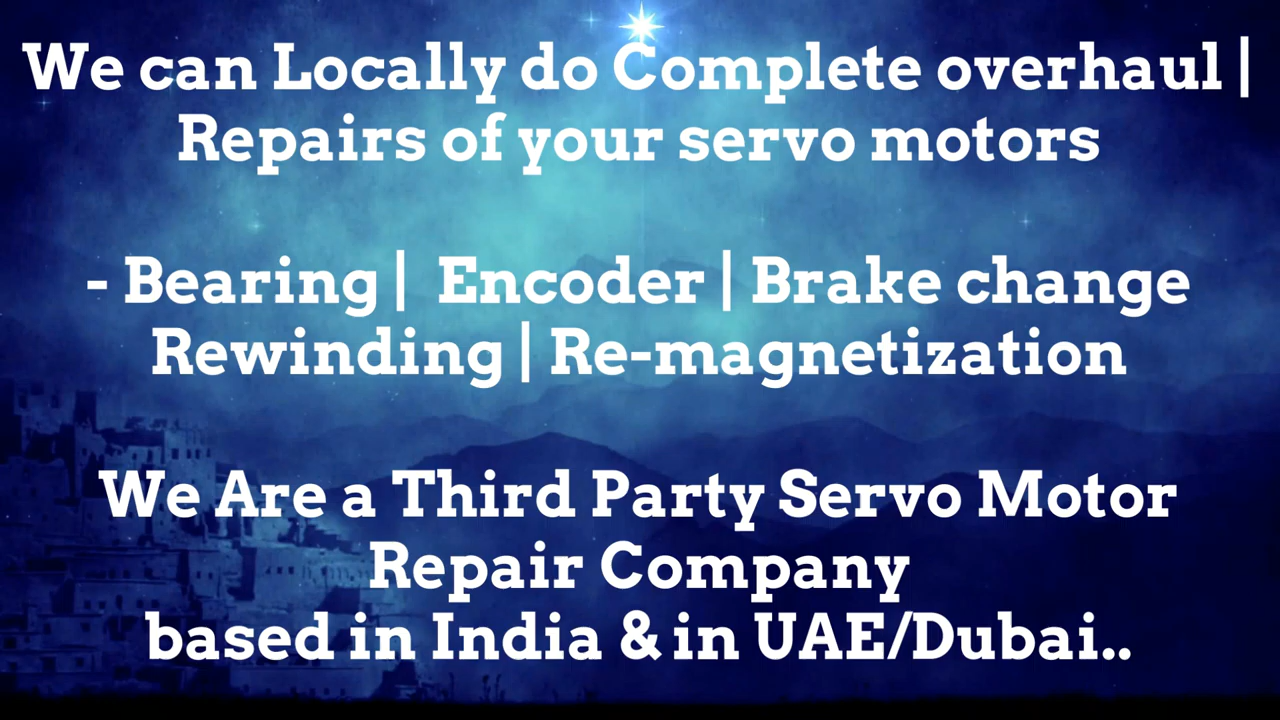 We can Locally do Complete overhaul |
Repairs of your servo motors
- Bearing | Encoder | Brake change
Rewinding | Re-magnetization
We Are a Third Party Servo Motor
Repair Company
based in India & in UAE/Dubai..